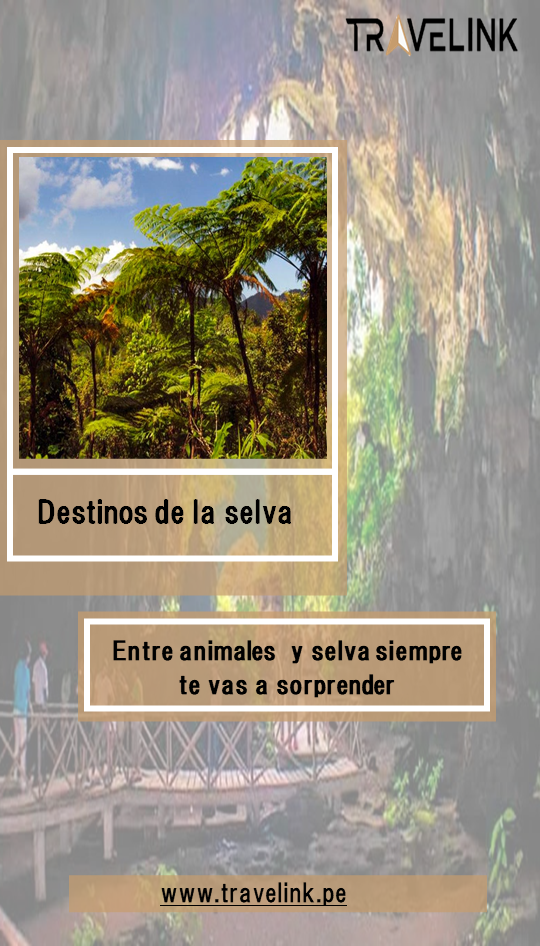 TRAVELINK
Destinos de la selva
Entre animales y selva siempre
te vas a sorprender
www.travelink.pe